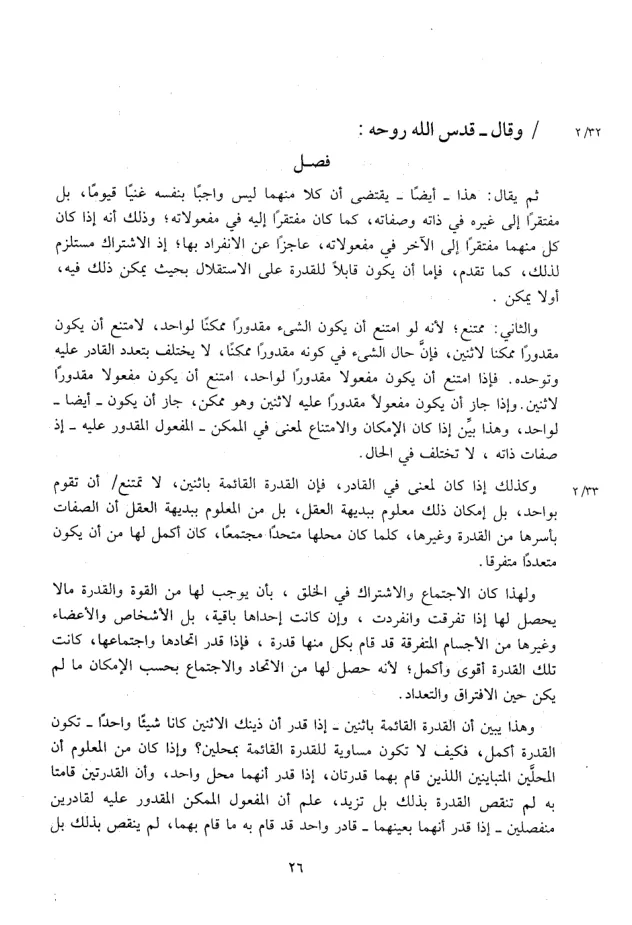 ٢/٣٢ / وقال ـ قدس الله روحه :
فصـل
ثم يقال: هذا ـ أيضًا ـ يقتضى أن كلا منهما ليس واجبًا بنفسه غنيًا قيومًا، بل
مفتقرًا إلى غيره في ذاته وصفاته، كما كان مفتقرًا إليه في مفعولاته؛ وذلك أنه إذا كان
كل منهما مفتقرًا إلى الآخر في مفعولاته، عاجزًا عن الانفراد بها؛ إذ الاشتراك مستلزم
لذلك، كما تقدم، فإما أن يكون قابلاً للقدرة على الاستقلال بحيث يمكن ذلك فيه،
أولا يمكن .
والثاني: ممتنع؛ لأنه لو امتنع أن يكون الشىء مقدورًا ممكنًا لواحد، لامتنع أن يكون
مقدورًا ممكنا لاثنين، فإنَّ حال الشىء في كونه مقدورًا ممكنًا، لا يختلف بتعدد القادر عليه
وتوحده. فإذا امتنع أن يكون مفعولا مقدورًا لواحد، امتنع أن يكون مفعولا مقدورًا
لاثنين. وإذا جاز أن يكون مفعولاً مقدورًا عليه لاثنين وهو ممكن، جاز أن يكون ـ أيضا ـ
لواحد، وهذا بيِّن إذا كان الإمكان والامتناع لمعنى في الممكن ـ المفعول المقدور عليه ـ إذ
صفات ذاته ، لا تختلف في الحال.
٢/٣٣ وكذلك إذا كان لمعنى في القادر، فإن القدرة القائمة باثنين، لا تمتنع/ أن تقوم
بواحد، بل إمكان ذلك معلوم ببديهة العقل، بل من المعلوم ببديهة العقل أن الصفات
بأسرها من القدرة وغيرها، كلما كان محلها متحدًا مجتمعًا، كان أكمل لها من أن يكون
متعددًا متفرقا.
ولهذا كان الاجتماع والاشتراك في الخلق ، بأن يوجب لها من القوة والقدرة مالا
يحصل لها إذا تفرقت وانفردت ، وإن كانت إحداها باقية، بل الأشخاص والأعضاء
وغيرها من الأجسام المتفرقة قد قام بكل منها قدرة ، فإذا قدر اتحادها واجتماعها، كانت
تلك القدرة أقوى وأكمل؛ لأنه حصل لها من الاتحاد والاجتماع بحسب الإمكان ما لم
يكن حين الافتراق والتعداد.
وهذا يبين أن القدرة القائمة باثنين ـ إذا قدر أن ذينك الاثنين كانا شيئًا واحدًا ـ تكون
القدرة أكمل، فكيف لا تكون مساوية للقدرة القائمة بمحلين؟ وإذا كان من المعلوم أن
المحلَّين المتباينين اللذين قام بهما قدرتان، إذا قدر أنهما محل واحد، وأن القدرتين قامتا
به لم تنقص القدرة بذلك بل تزيد، علم أن المفعول الممكن المقدور عليه لقادرين
منفصلين ـ إذا قدر أنهما بعينهما ـ قادر واحد قد قام به ما قام بهما، لم ينقص بذلك بل
٢٦